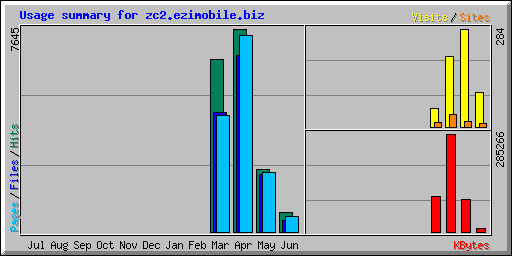 Usage summary for zc2.ezimobile.biz
Visits/Sites
7645
Pages/Files/Hits
284
285266
Jul Aug Sep Oct Nov Dec Jan Feb Mar Apr May Jun
KBytes